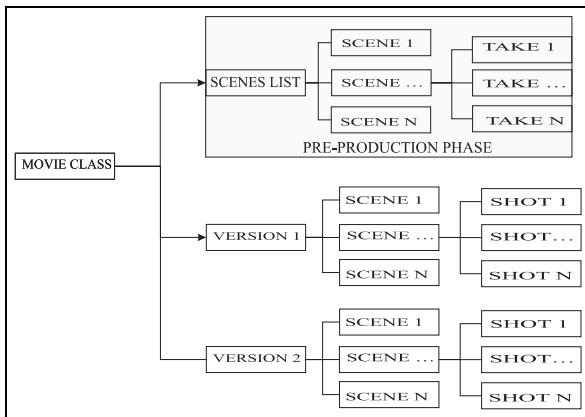 MOVIE CLASS
SCENES LIST
SCENE 1
SCENE ...
SCENE N
TAKE 1
TAKE ...
TAKE N
PRE-PRODUCTION PHASE
VERSION 1
SCENE 1
SCENE ...
SCENE N
SHOT 1
SHOT...
SHOT N
VERSION 2
SCENE 1
SCENE ...
SCENE N
SHOT 1
SHOT...
SHOT N